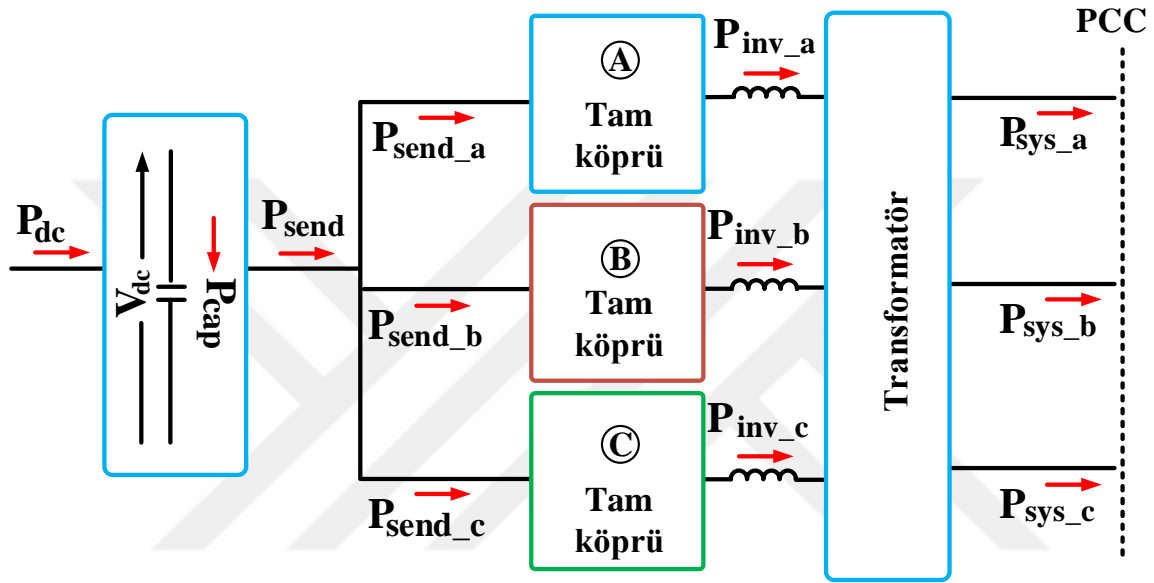 P_dc
V_dc
P_cap
P_send
P_send_a
P_send_b
P_send_c
A
Tam
köprü
B
Tam
köprü
C
Tam
köprü
P_inv_a
P_inv_b
P_inv_c
Transformatör
PCC
P_sys_a
P_sys_b
P_sys_c